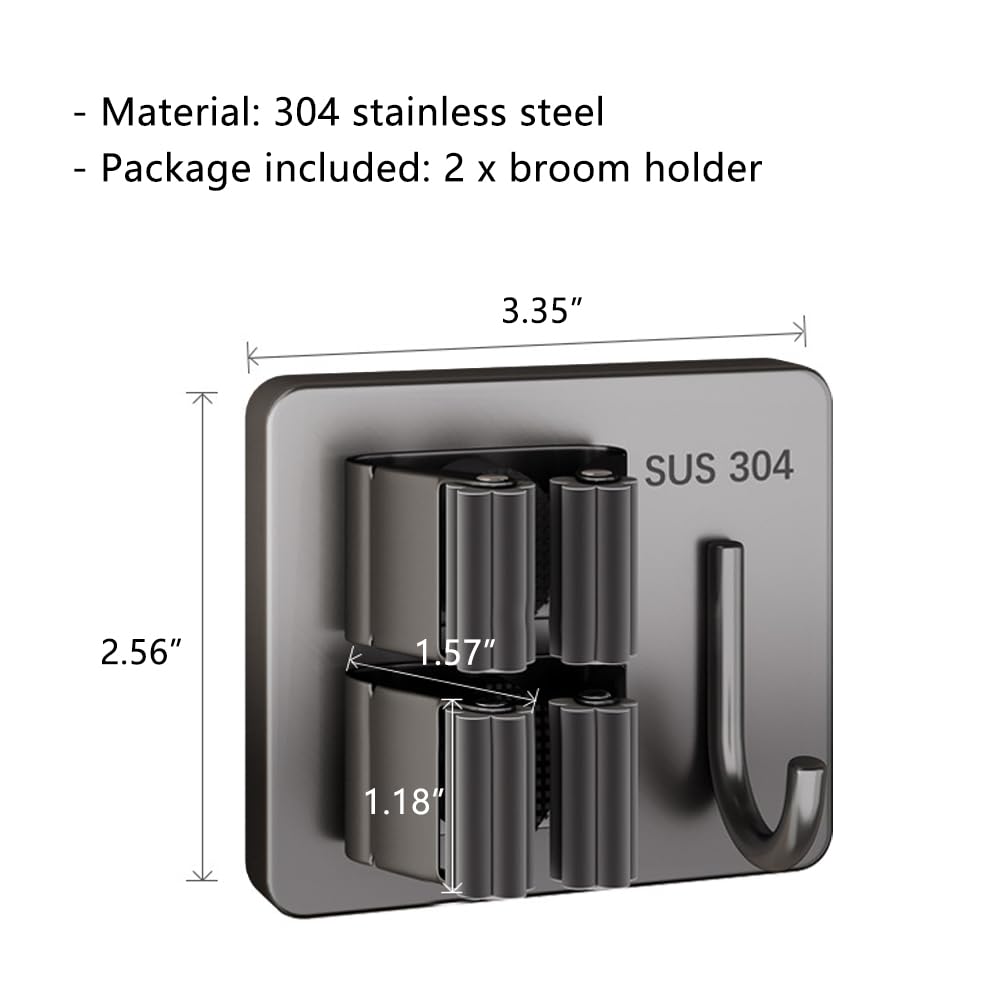 - Material: 304 stainless steel
- Package included: 2 x broom holder
3.35”
SUS 304
2.56”
1.57”
1.18”